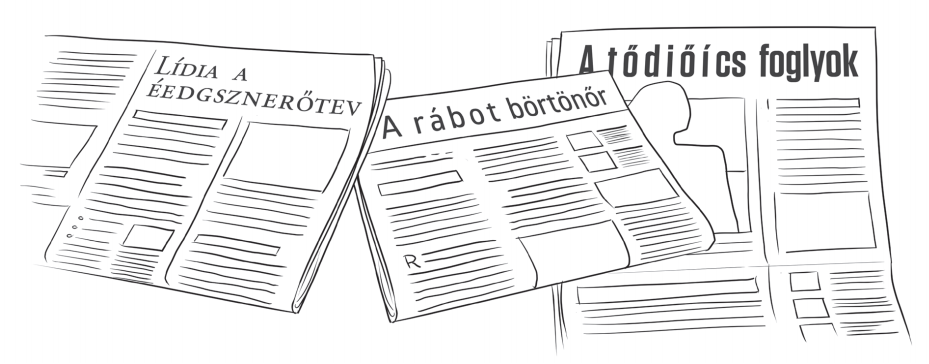 LÍDIA A
ÉEDGSZNERŐTEV
A rábot börtönőr
R
A tődiőícs foglyok